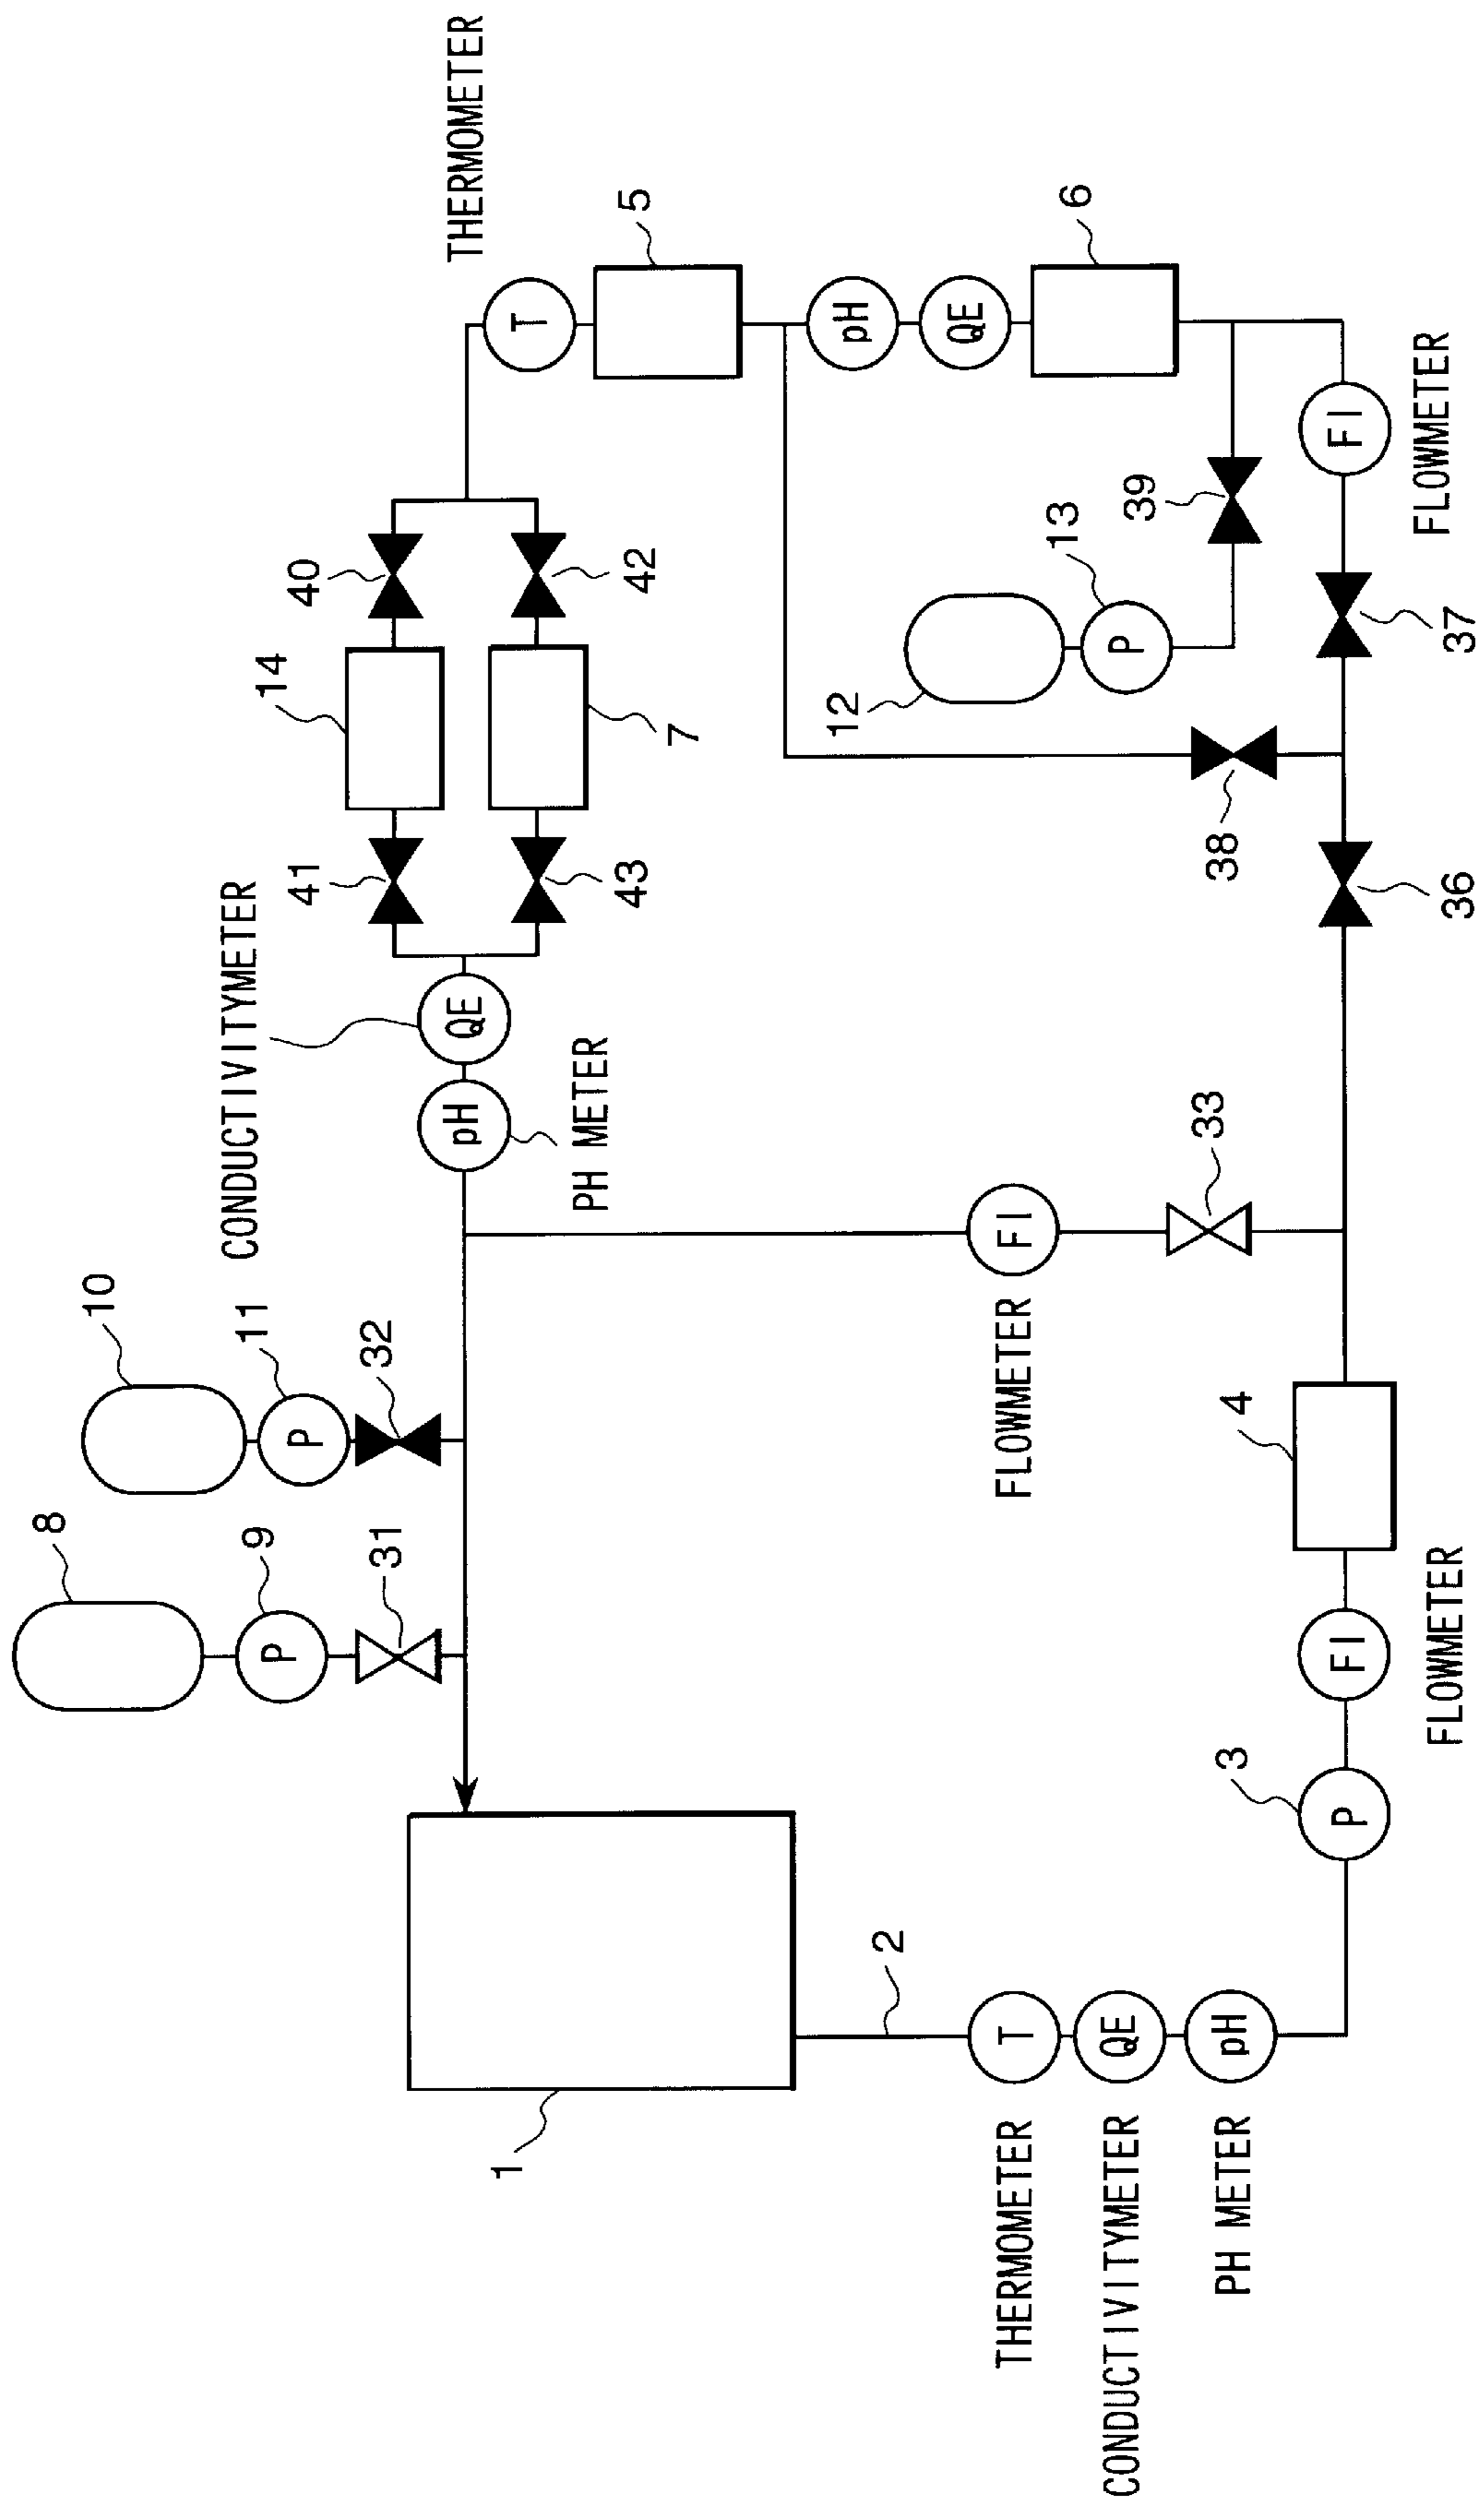 8
10
9
11
CONDUCTIVITYMETER
14
P
P
41
40
31
32
pH
QE
THERMOMETER
1
T
PH METER
43
42
5
7
12
pH
2
QE
THERMOMETER
T
FLOWMETER
FI
13
6
CONDUCTIVITYMETER
QE
P
39
PH METER
pH
3
4
33
38
P
FI
FI
FLOWMETER
36
37
FLOWMETER